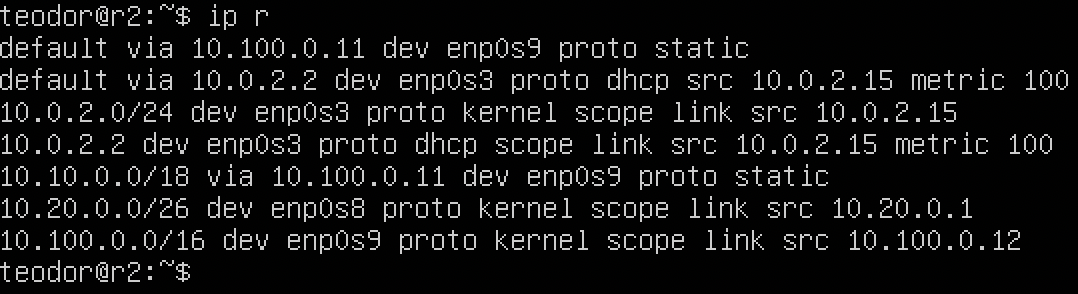 teodor@r2:~$ ip r
default via 10.100.0.11 dev enp0s9 proto static
default via 10.0.2.2 dev enp0s3 proto dhcp src 10.0.2.15 metric 100
10.0.2.0/24 dev enp0s3 proto kernel scope link src 10.0.2.15
10.0.2.2 dev enp0s3 proto dhcp scope link src 10.0.2.15 metric 100
10.10.0.0/18 via 10.100.0.11 dev enp0s9 proto static
10.20.0.0/26 dev enp0s8 proto kernel scope link src 10.20.0.1
10.100.0.0/16 dev enp0s9 proto kernel scope link src 10.100.0.12
teodor@r2:~$